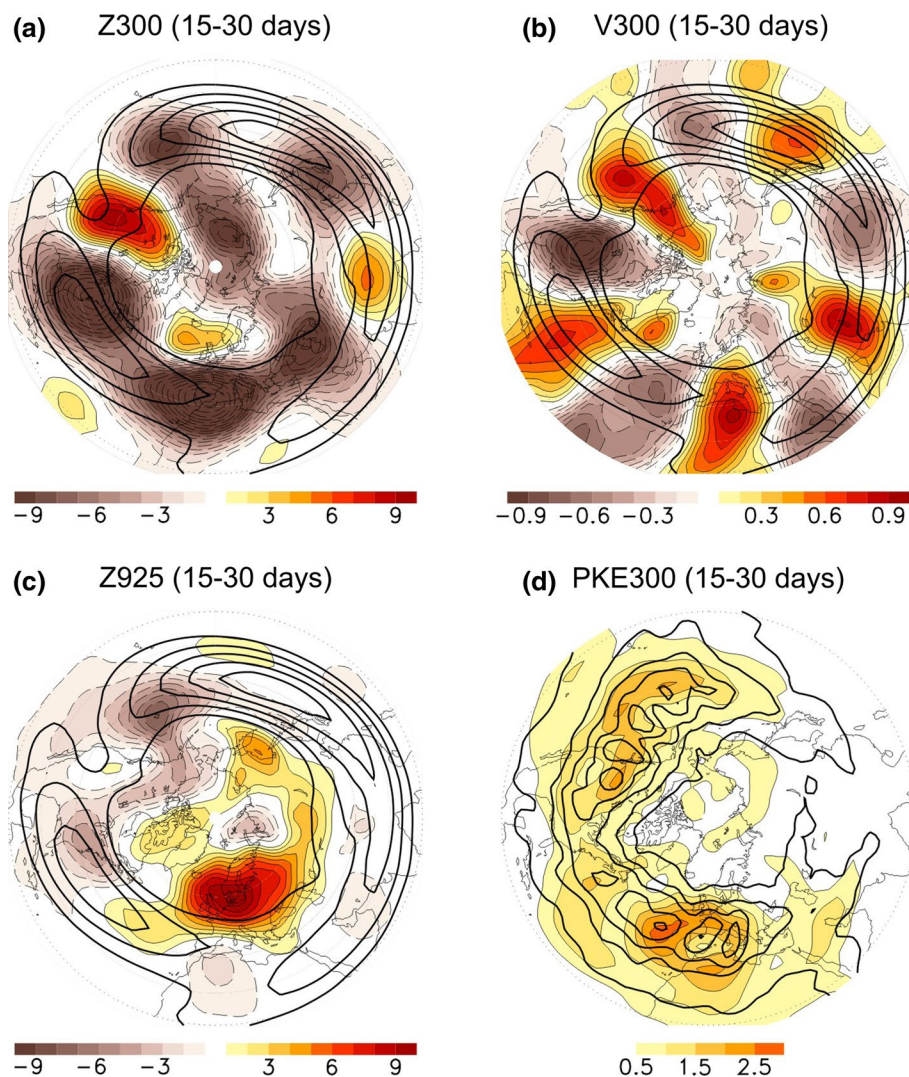 (a) Z300 (15-30 days)
(b) V300 (15-30 days)
−9 −6 −3 3 6 9
−0.9 −0.6 −0.3 0.3 0.6 0.9
(c) Z925 (15-30 days)
(d) PKE300 (15-30 days)
−9 −6 −3 3 6 9
0.5 1.5 2.5